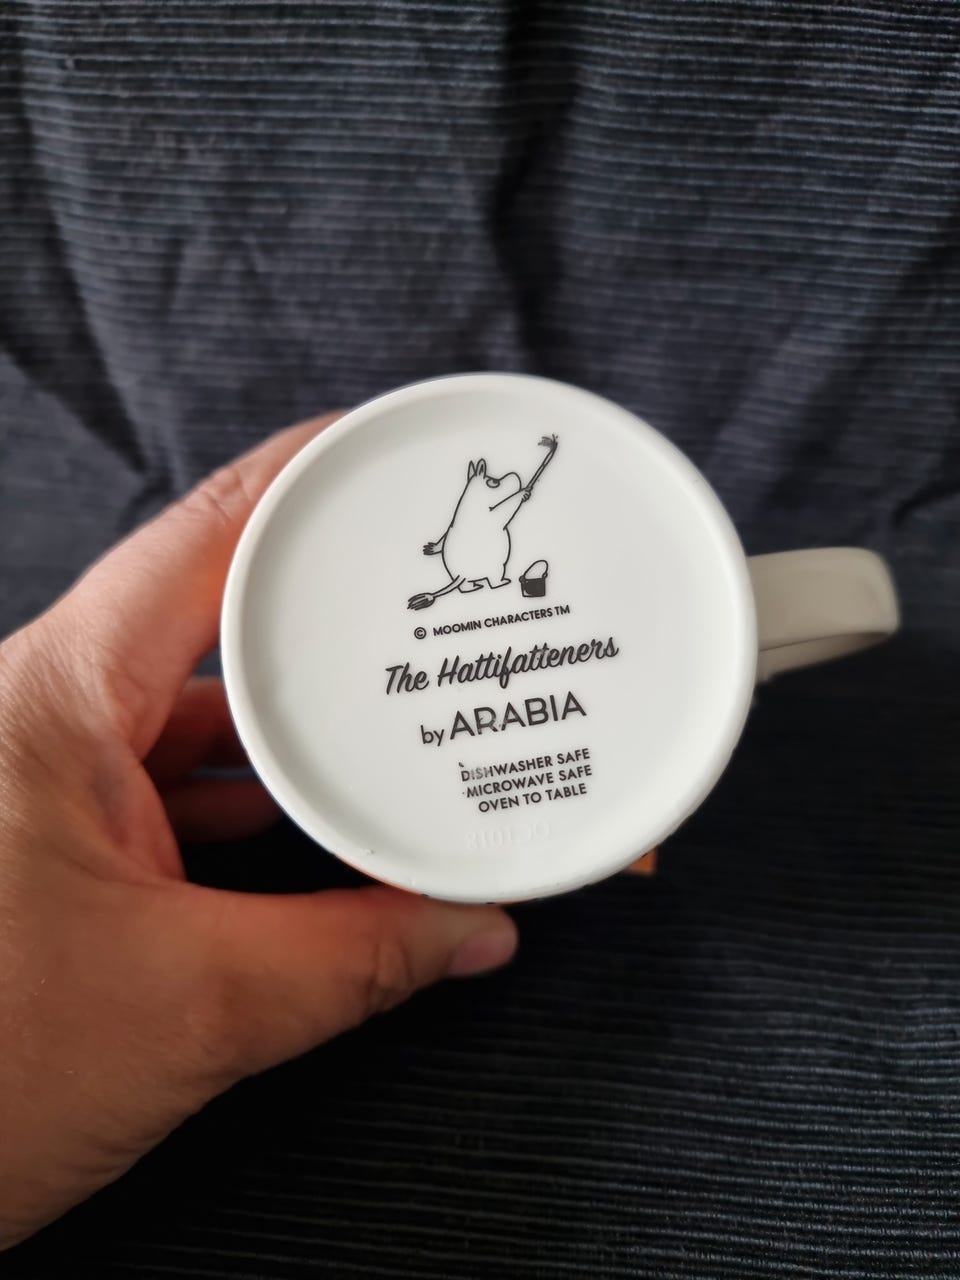 © MOOMIN CHARACTERS TM
The Hattifatteners
by ARABIA
DISHWASHER SAFE
MICROWAVE SAFE
OVEN TO TABLE